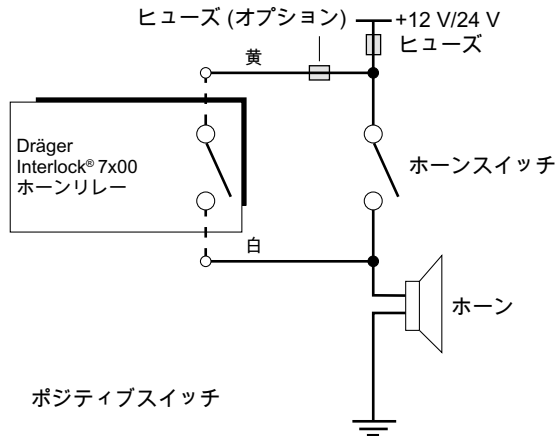 ヒューズ (オプション)
+12 V/24 V
ヒューズ
黄
Dräger
Interlock® 7x00
ホーンリレー
ホーンスイッチ
白
ホーン
ポジティブスイッチ